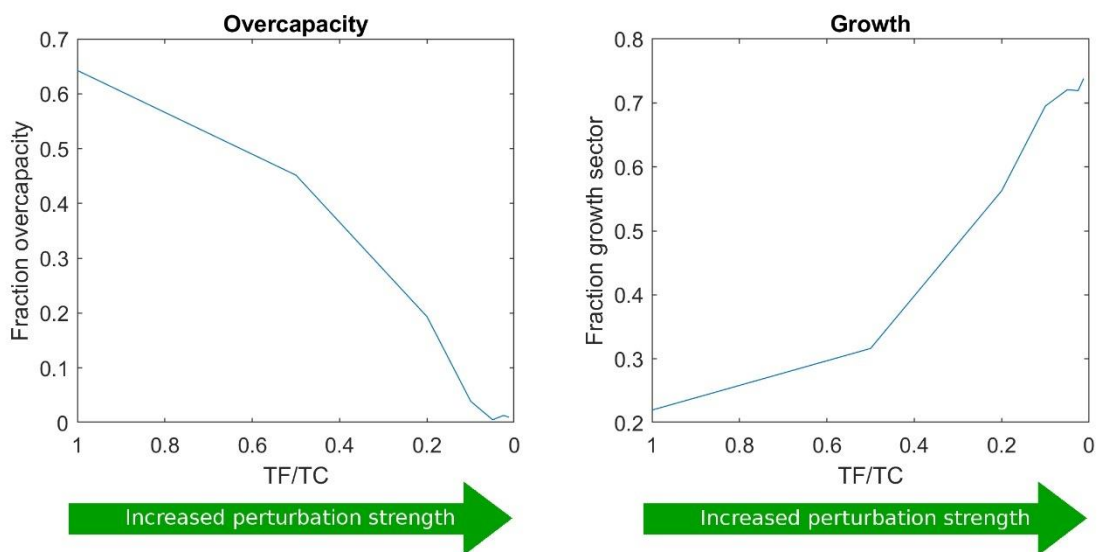 Overcapacity
0.7
0.6
0.5
0.4
0.3
0.2
0.1
0
Fraction overcapacity
1 0.8 0.6 0.4 0.2 0
TF/TC
Increased perturbation strength
Growth
0.8
0.7
0.6
0.5
0.4
0.3
0.2
Fraction growth sector
1 0.8 0.6 0.4 0.2 0
TF/TC
Increased perturbation strength